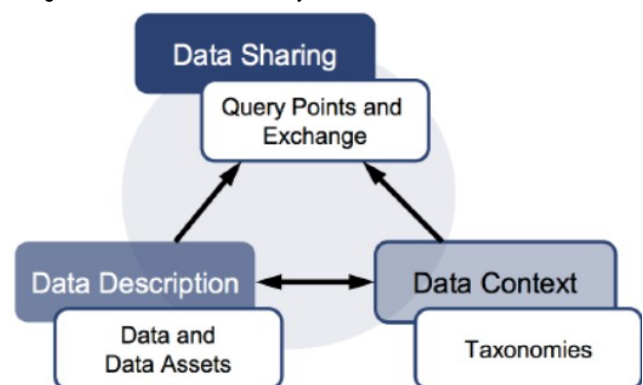 Data Sharing
Query Points and
Exchange
Data Description
Data and
Data Assets
Data Context
Taxonomies